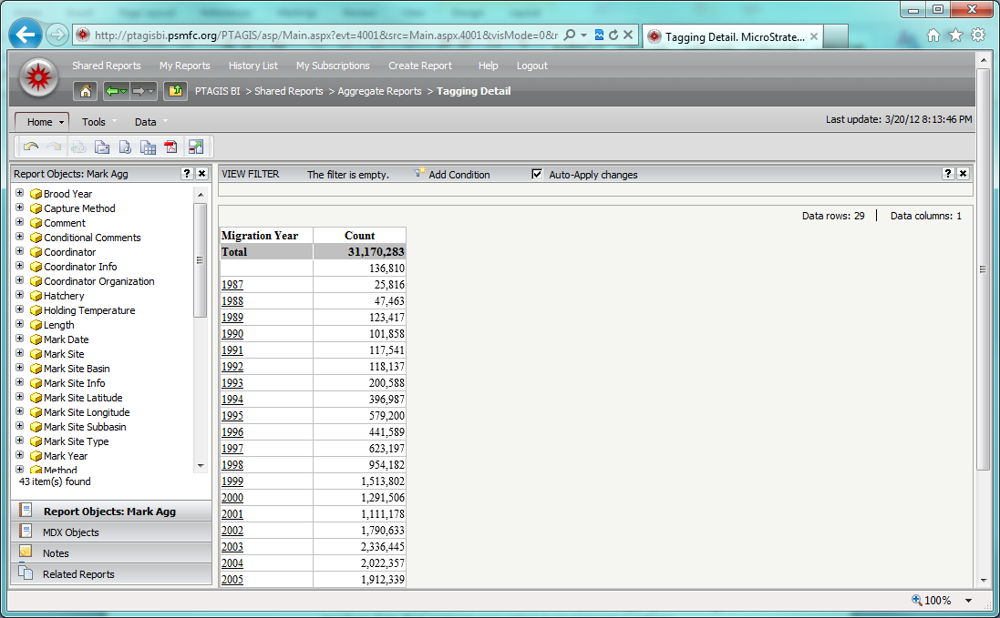 http://ptagisbi.psmfc.org/PTAGIS/asp/Main.aspx?evt=4001&src=Main.aspx.4001&visMode=0&r
Tagging Detail. MicroStrate...
Shared Reports My Reports History List My Subscriptions Create Report Help Logout
PTAGIS BI > Shared Reports > Aggregate Reports > Tagging Detail
Home Tools Data
Last update: 3/20/12 8:13:46 PM
Report Objects: Mark Agg
Brood Year
Capture Method
Comment
Conditional Comments
Coordinator
Coordinator Info
Coordinator Organization
Hatchery
Holding Temperature
Length
Mark Date
Mark Site
Mark Site Basin
Mark Site Info
Mark Site Latitude
Mark Site Longitude
Mark Site Subbasin
Mark Site Type
Mark Year
Method
43 item(s) found
Report Objects: Mark Agg
MDX Objects
Notes
Related Reports
VIEW FILTER The filter is empty. Add Condition Auto-Apply changes
Data rows: 29 | Data columns: 1
Migration Year Count
Total 31,170,283
136,810
1987 25,816
1988 47,463
1989 123,417
1990 101,858
1991 117,541
1992 118,137
1993 200,588
1994 396,987
1995 579,200
1996 441,589
1997 623,197
1998 954,182
1999 1,513,802
2000 1,291,506
2001 1,111,178
2002 1,790,633
2003 2,336,445
2004 2,022,357
2005 1,912,339
100%